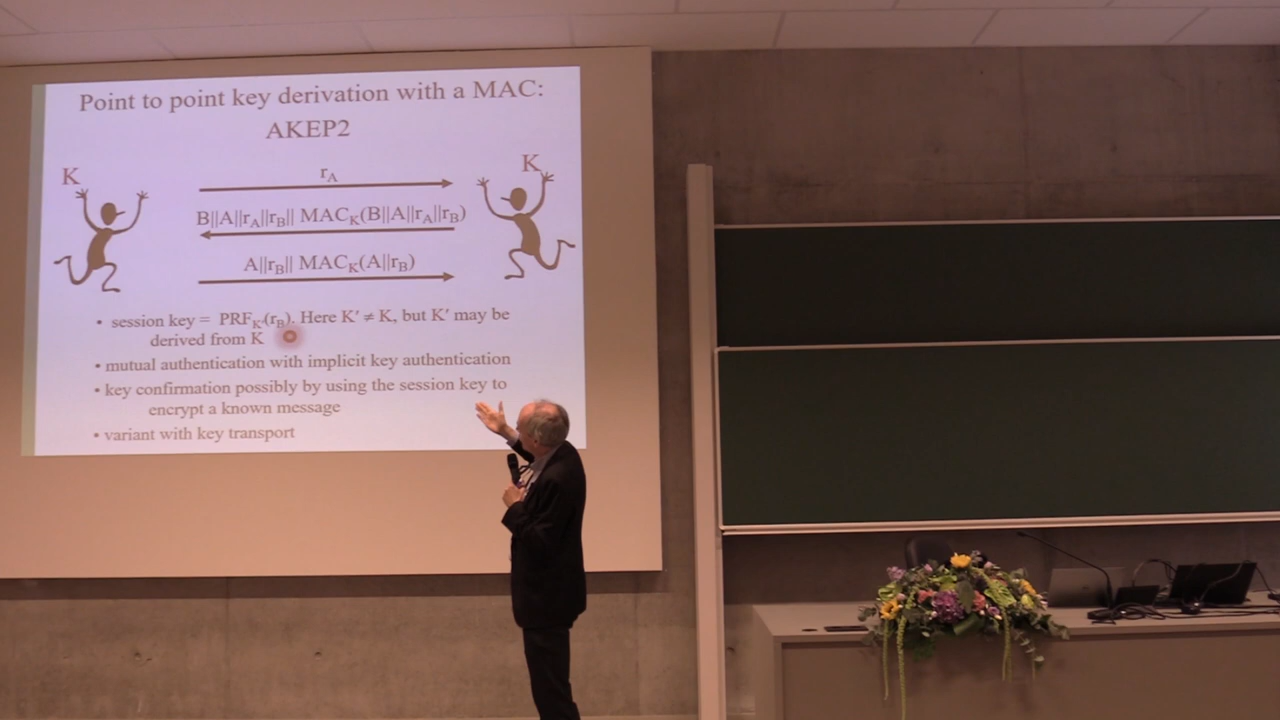 Point to point key derivation with a MAC:
AKEP2
K
K
rA
B||A||rA||rB|| MACK(B||A||rA||rB)
A||rB|| MACK(A||rB)
• session key = PRFK'(rB). Here K' ≠ K, but K' may be
derived from K
• mutual authentication with implicit key authentication
• key confirmation possibly by using the session key to
encrypt a known message
• variant with key transport